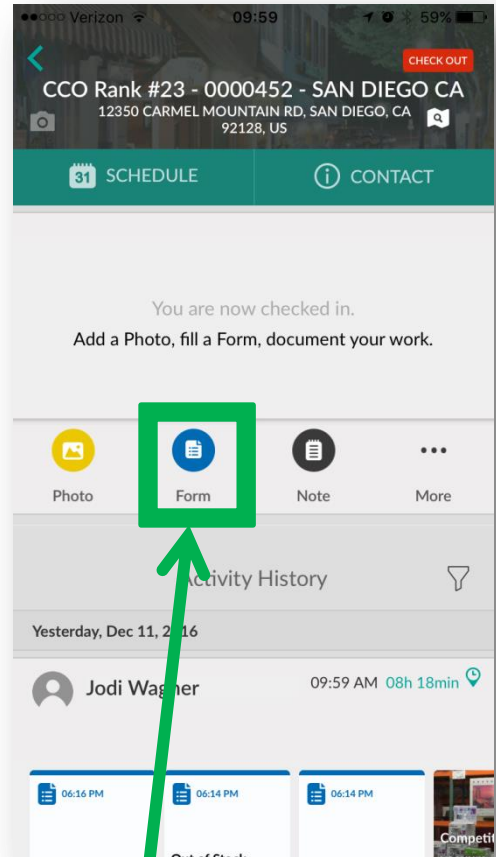 Verizon 09:59 59%
CHECK OUT
CCO Rank #23 - 0000452 - SAN DIEGO CA
12350 CARMEL MOUNTAIN RD, SAN DIEGO, CA
92128, US
31 SCHEDULE CONTACT
You are now checked in.
Add a Photo, fill a Form, document your work.
Photo Form Note More
Activity History
Yesterday, Dec 11, 2016
Jodi Wagner 09:59 AM 08h 18min
06:16 PM 06:14 PM 06:14 PM
Competit
Out of Stock